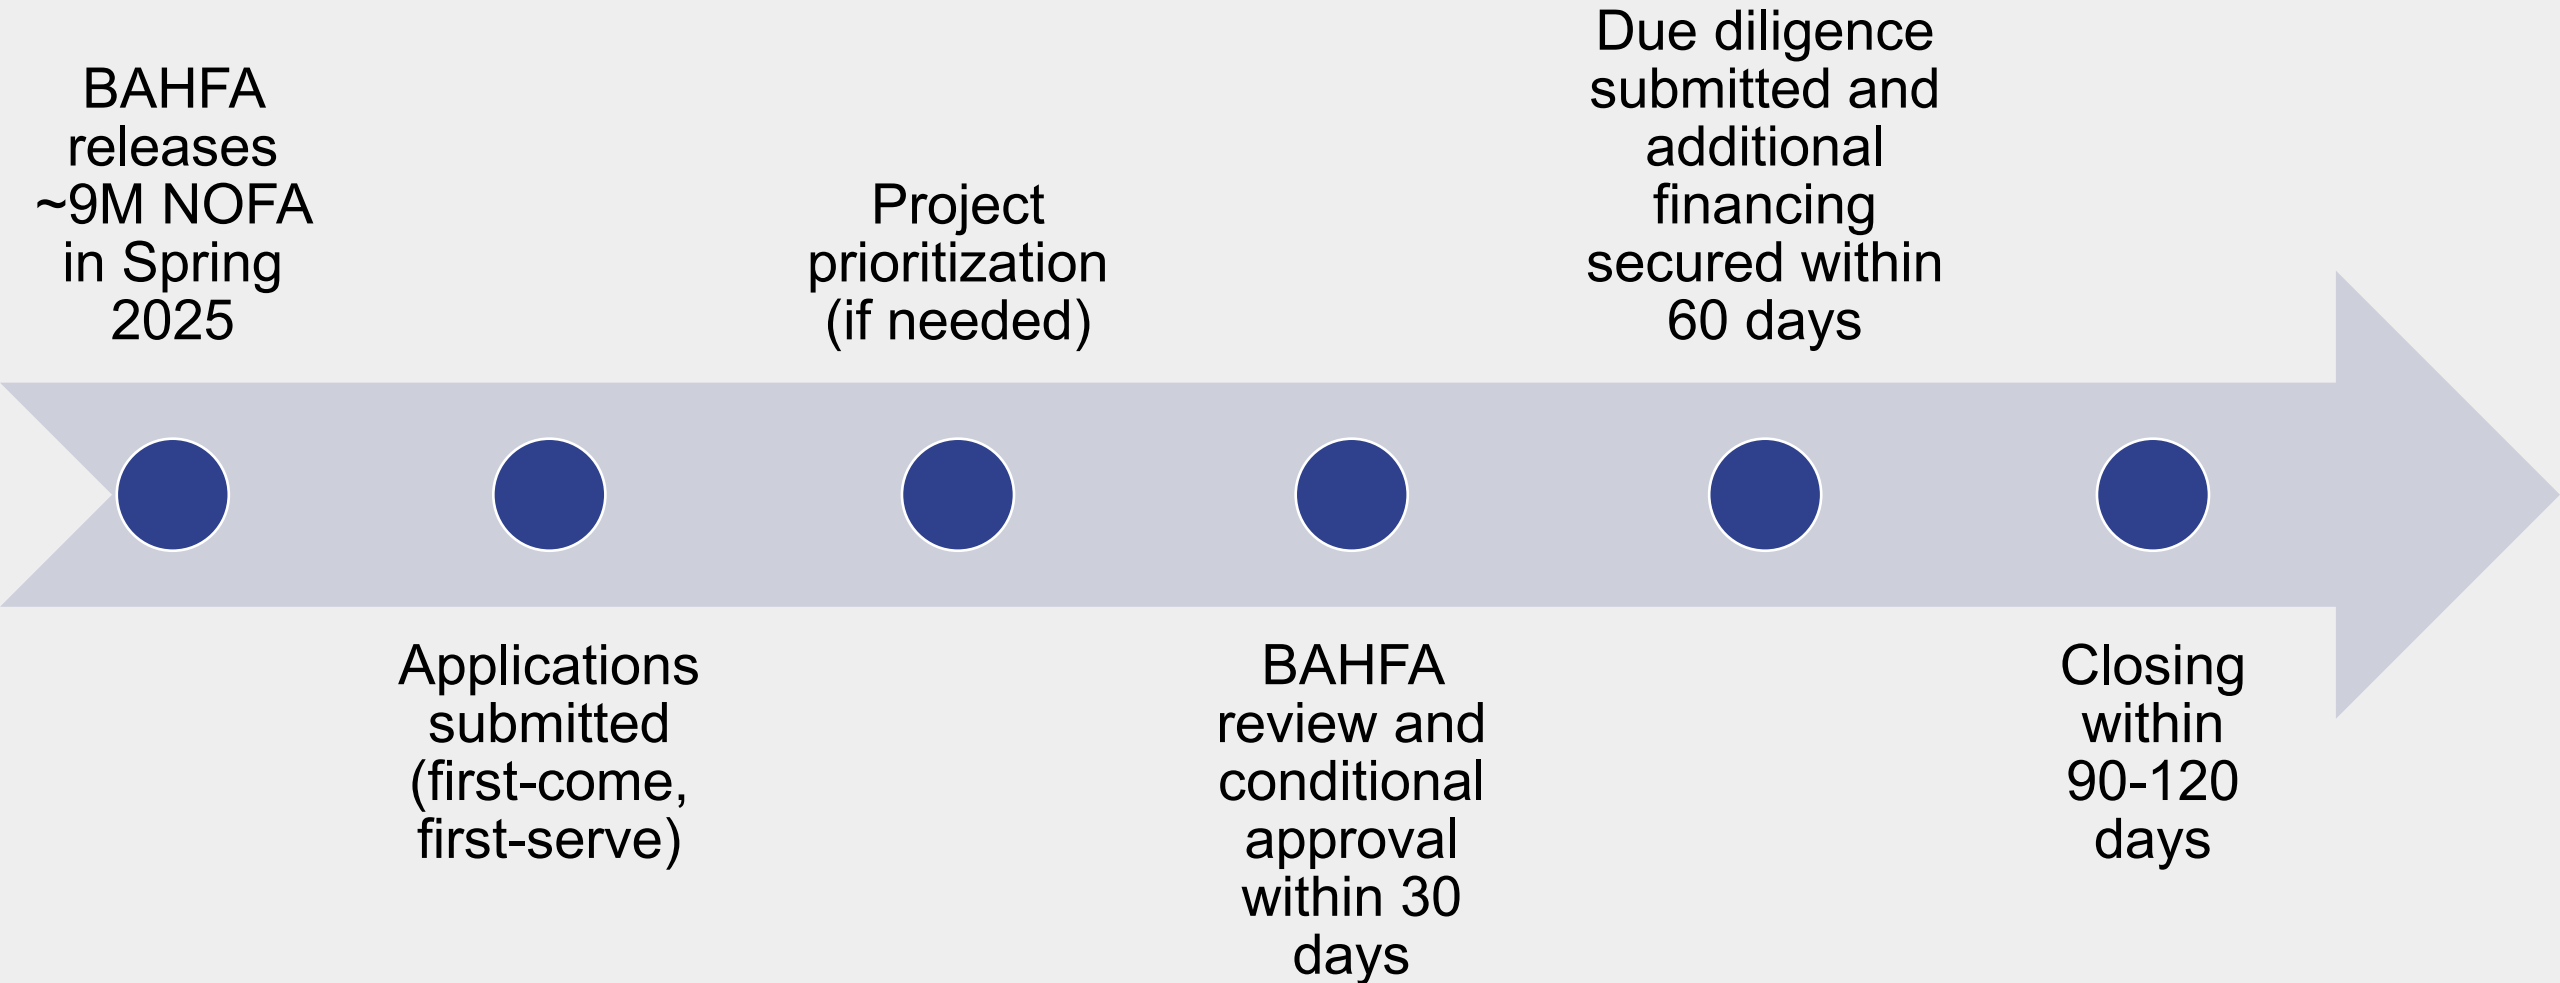 BAHFA
releases
~9M NOFA
in Spring
2025
Applications
submitted
(first-come,
first-serve)
Project
prioritization
(if needed)
BAHFA
review and
conditional
approval
within 30
days
Due diligence
submitted and
additional
financing
secured within
60 days
Closing
within
90-120
days